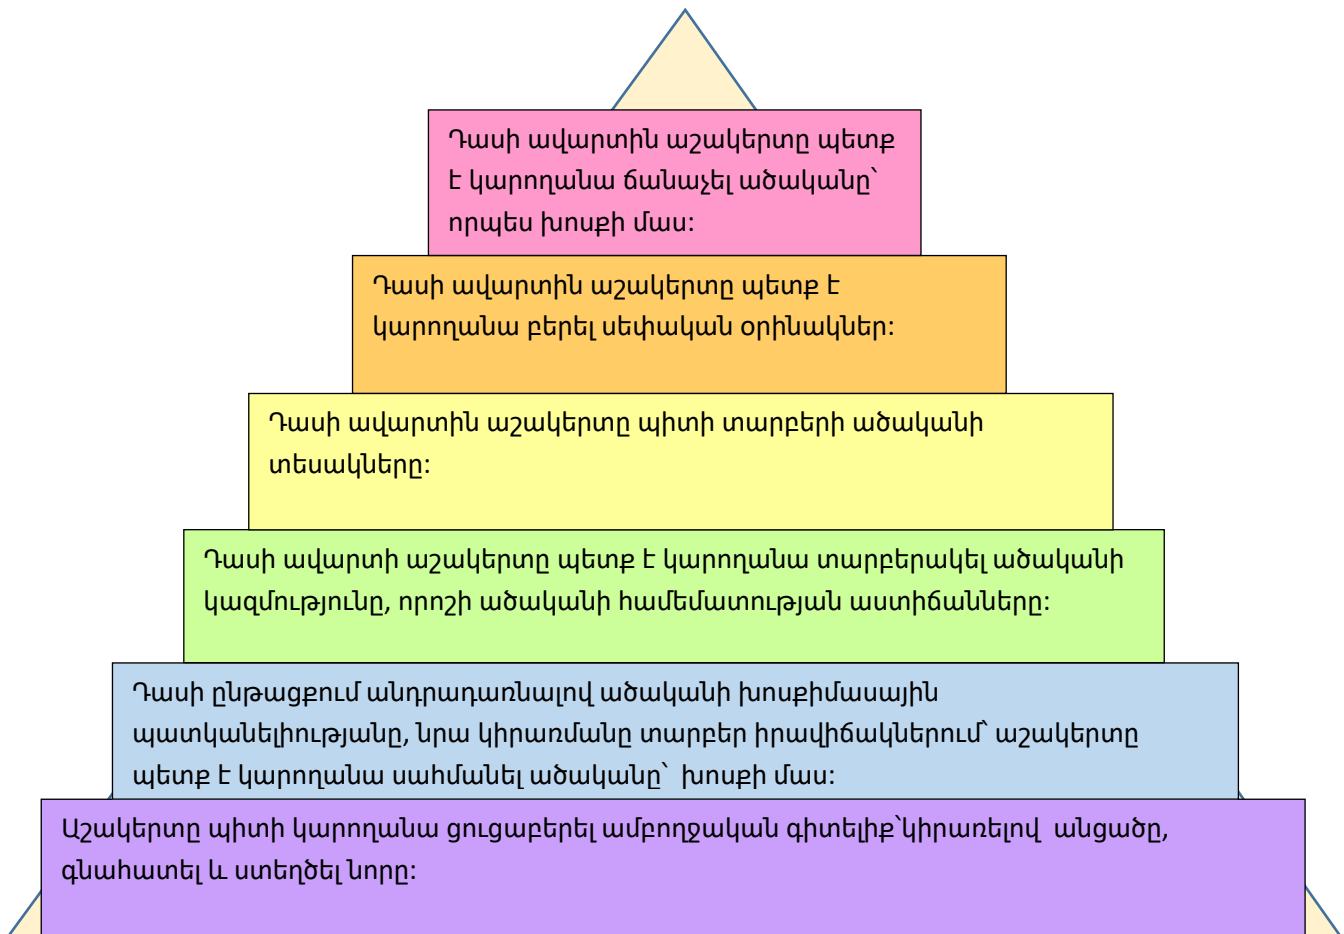 Դասի ավարտին աշակերտը պետք
է կարողանա ճանաչել ածականը՝
որպես խոսքի մաս:
Դասի ավարտին աշակերտը պետք է
կարողանա բերել սեփական օրինակներ:
Դասի ավարտին աշակերտը պիտի տարբերի ածականի
տեսակները:
Դասի ավարտի աշակերտը պետք է կարողանա տարբերակել ածականի
կազմությունը, որոշի ածականի համեմատության աստիճանները:
Դասի ընթացքում անդրադառնալով ածականի խոսքիմասային
պատկանելիությանը, նրա կիրառմանը տարբեր իրավիճակներում՝ աշակերտը
պետք է կարողանա սահմանել ածականը՝ խոսքի մաս:
Աշակերտը պիտի կարողանա ցուցաբերել ամբողջական գիտելիք՝կիրառելով անցածը,
գնահատել և ստեղծել նորը: